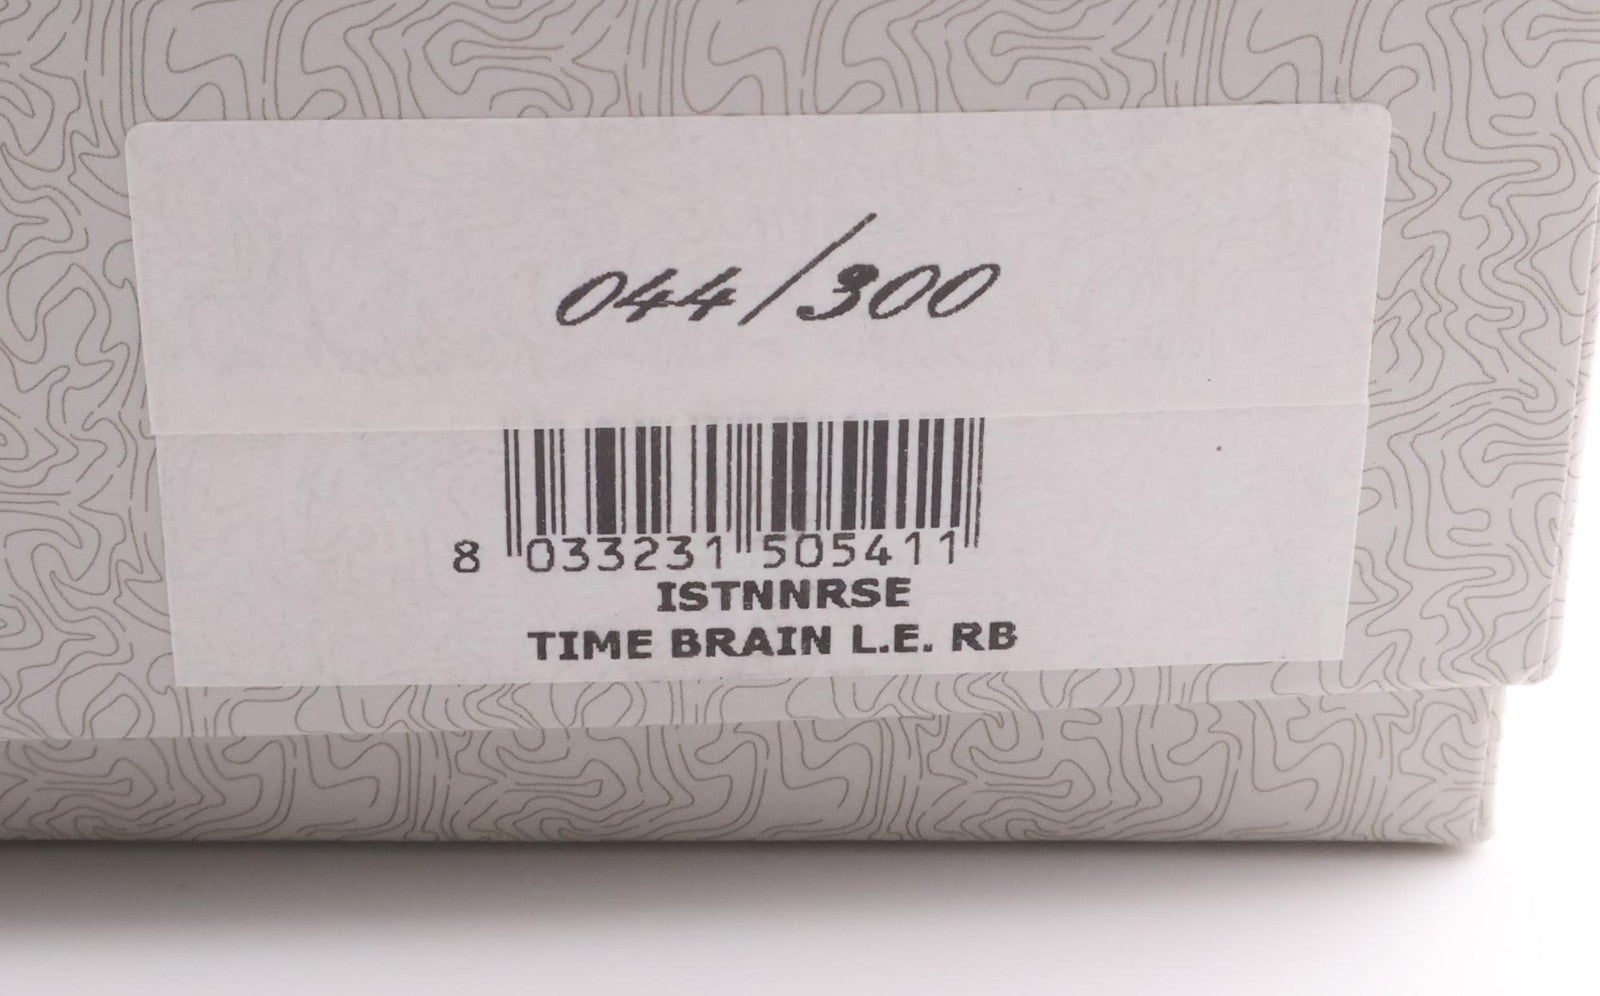 044/300
8 033231 505411
ISTNNRSE
TIME BRAIN L.E. RB